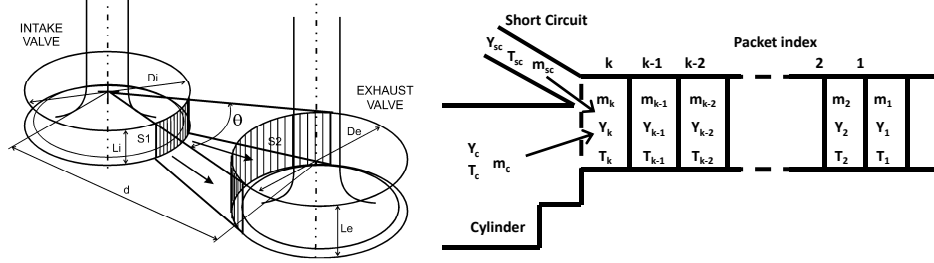 INTAKE
VALVE
Di
S1
Li
θ
S2
De
EXHAUST
VALVE
d
Le
Short Circuit
Ysc
Tsc
msc
Packet index
k k-1 k-2 2 1
mk mk-1 mk-2 m2 m1
Yk Yk-1 Yk-2 Y2 Y1
Tk Tk-1 Tk-2 T2 T1
Yc
Tc
mc
Cylinder